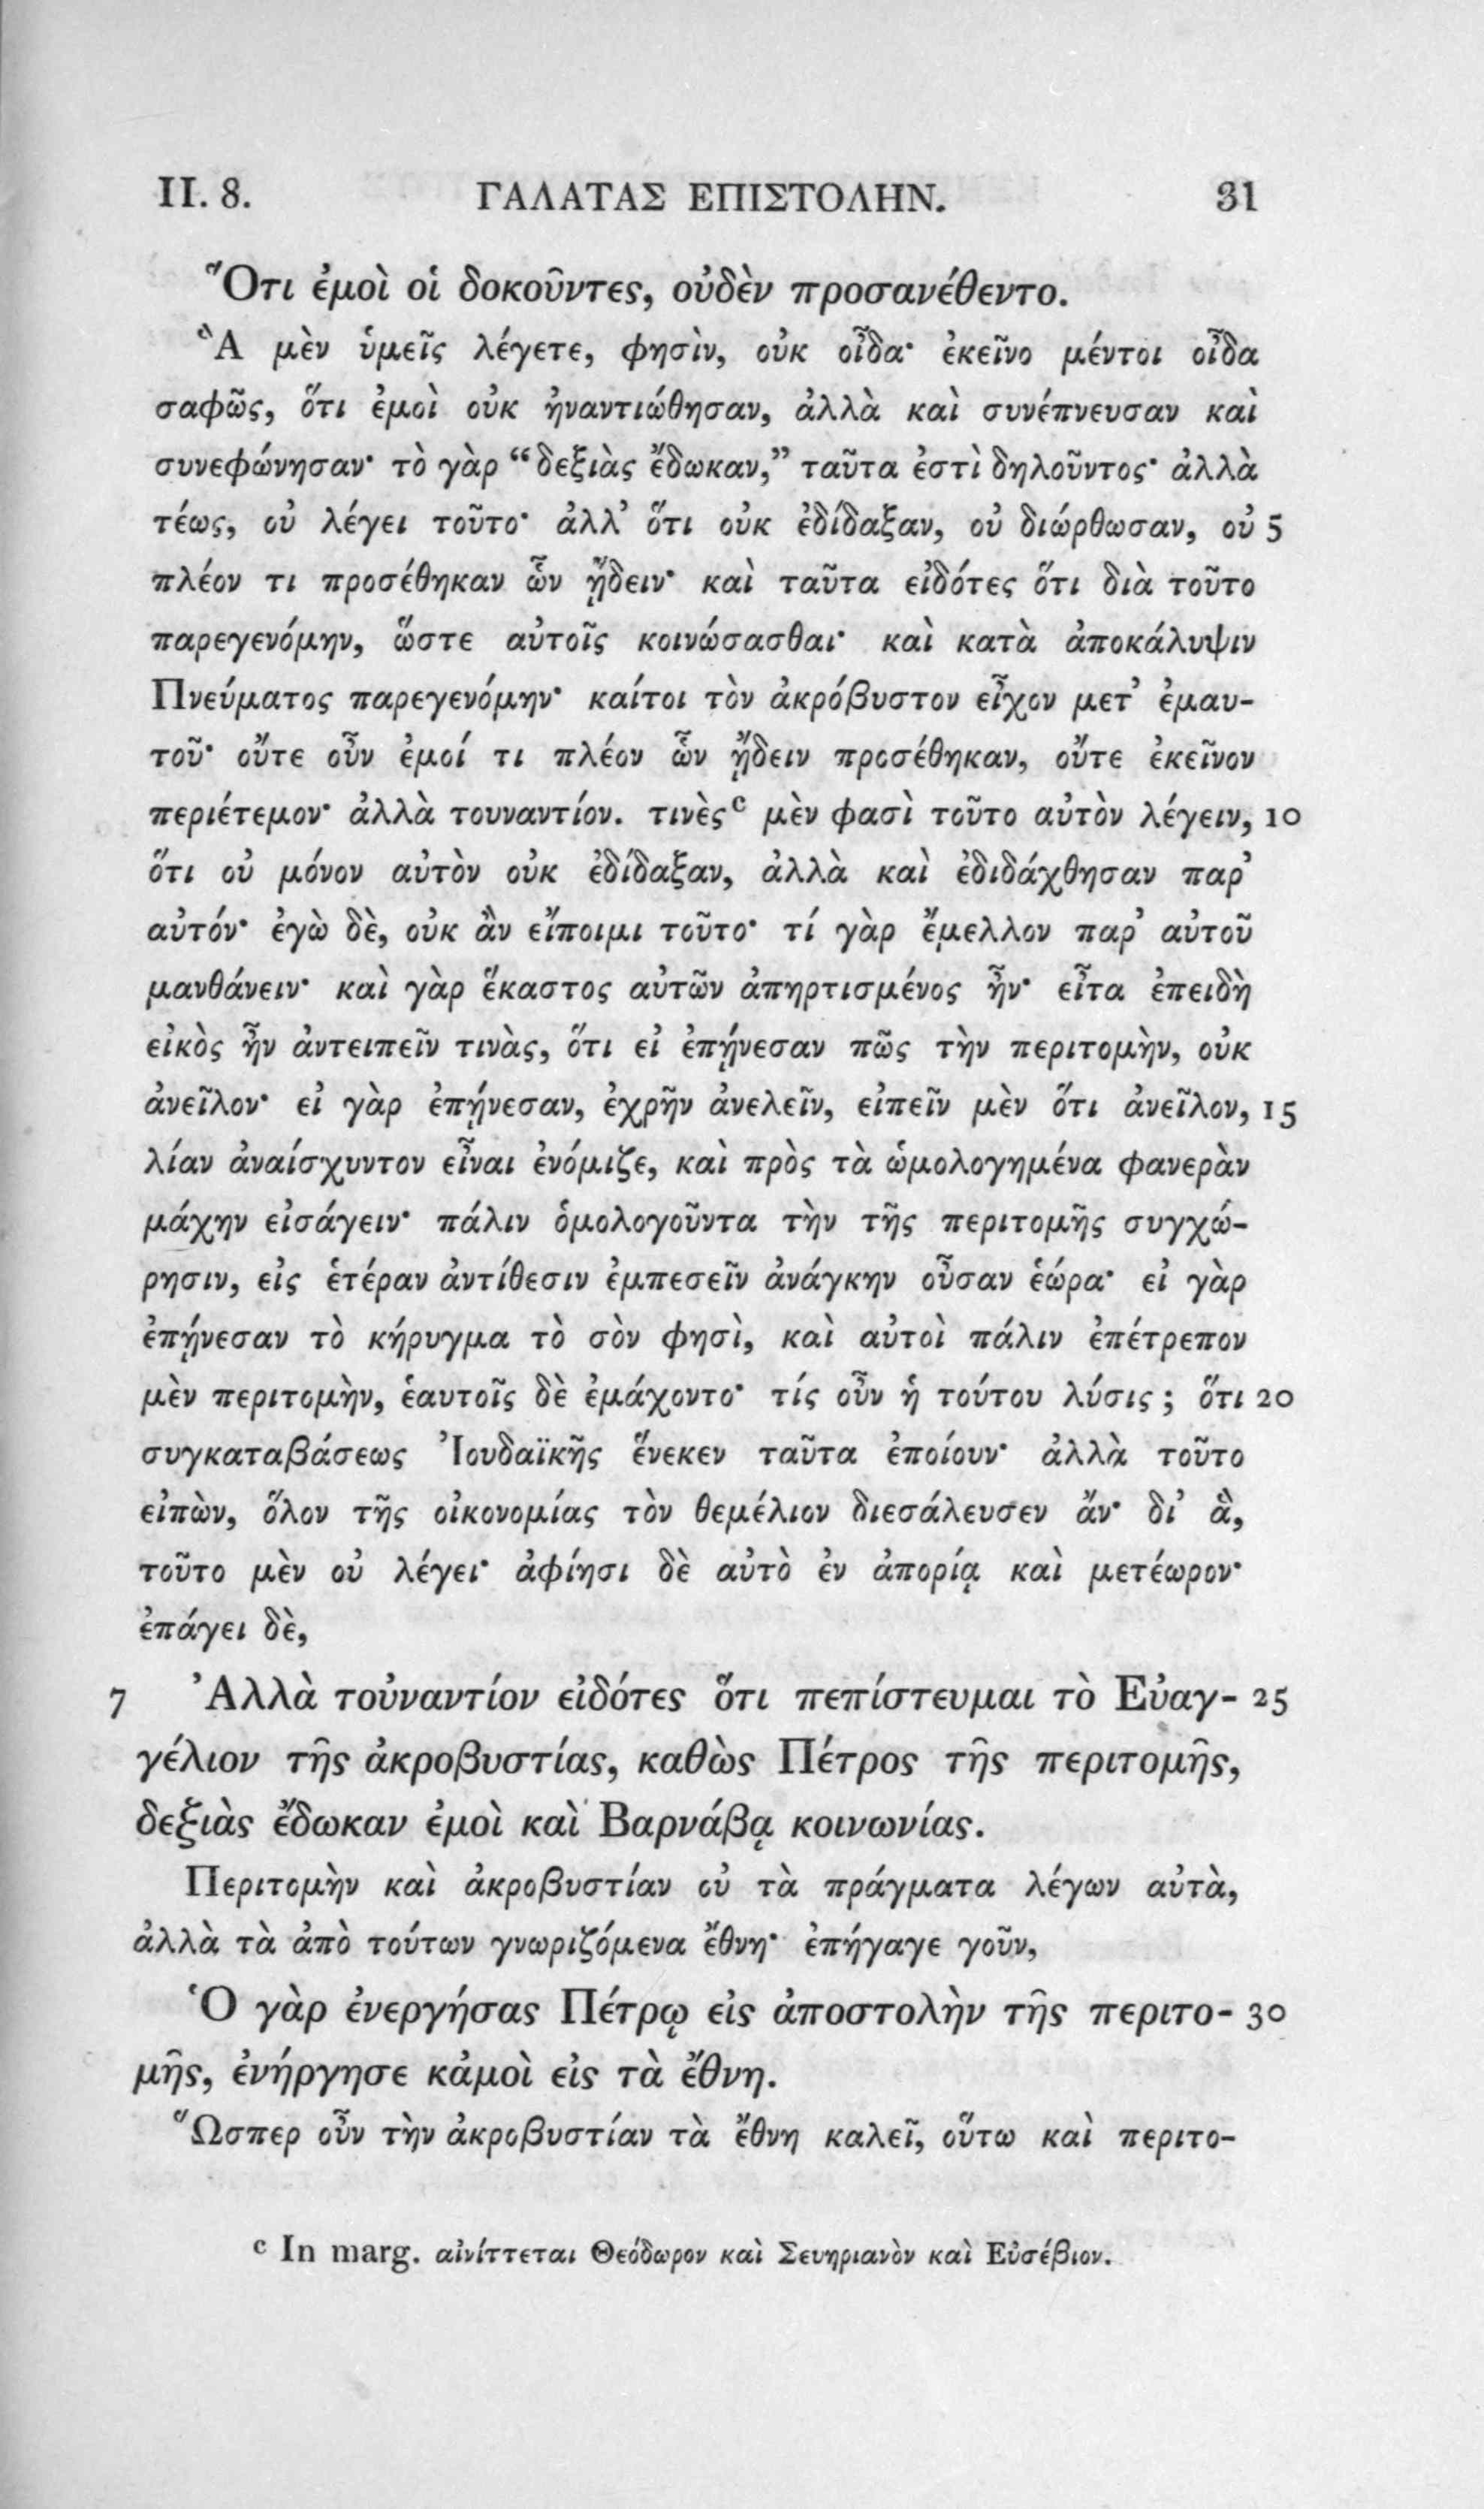 II. 8. ΓΑΛΑΤΑΣ ΕΠΙΣΤΟΛΗΝ. 31
Ὅτι ἐμοὶ οἱ δοκοῦντες, οὐδὲν προσανέθεντο.
Ἃ μὲν ὑμεῖς λέγετε, φησὶν, οὐκ οἶδα· ἐκεῖνο μέντοι οἶδα
σαφῶς, ὅτι ἐμοὶ οὐκ ἠναντιώθησαν, ἀλλὰ καὶ συνέπνευσαν καὶ
συνεφώνησαν· τὸ γὰρ “δεξιὰς ἔδωκαν,” ταῦτα ἐστὶ δηλοῦντος· ἀλλὰ
τέως, οὐ λέγει τοῦτο· ἀλλ’ ὅτι οὐκ ἐδίδαξαν, οὐ διώρθωσαν, οὐ 5
πλέον τι προσέθηκαν ὧν ᾔδειν· καὶ ταῦτα εἰδότες ὅτι διὰ τοῦτο
παρεγενόμην, ὥστε αὐτοῖς κοινώσασθαι· καὶ κατὰ ἀποκάλυψιν
Πνεύματος παρεγενόμην· καίτοι τὸν ἀκρόβυστον εἶχον μετ’ ἐμαυ-
τοῦ· οὔτε οὖν ἐμοί τι πλέον ὧν ᾔδειν προσέθηκαν, οὔτε ἐκεῖνον
περιέτεμον· ἀλλὰ τουναντίον. τινὲς c μὲν φασὶ τοῦτο αὐτὸν λέγειν, 10
ὅτι οὐ μόνον αὐτὸν οὐκ ἐδίδαξαν, ἀλλὰ καὶ ἐδιδάχθησαν παρ’
αὐτόν· ἐγὼ δὲ, οὐκ ἂν εἴποιμι τοῦτο· τί γὰρ ἔμελλον παρ’ αὐτοῦ
μανθάνειν· καὶ γὰρ ἕκαστος αὐτῶν ἀπηρτισμένος ἦν· εἶτα ἐπειδὴ
εἰκὸς ἦν ἀντειπεῖν τινὰς, ὅτι εἰ ἐπῄνεσαν πῶς τὴν περιτομὴν, οὐκ
ἀνεῖλον· εἰ γὰρ ἐπῄνεσαν, ἐχρῆν ἀνελεῖν, εἰπεῖν μὲν ὅτι ἀνεῖλον, 15
λίαν ἀναίσχυντον εἶναι ἐνόμιζε, καὶ πρὸς τὰ ὡμολογημένα φανερὰν
μάχην εἰσάγειν· πάλιν ὁμολογοῦντα τὴν τῆς περιτομῆς συγχώ-
ρησιν, εἰς ἑτέραν ἀντίθεσιν ἐμπεσεῖν ἀνάγκην οὖσαν ἑώρα· εἰ γὰρ
ἐπῄνεσαν τὸ κήρυγμα τὸ σὸν φησὶ, καὶ αὐτοὶ πάλιν ἐπέτρεπον
μὲν περιτομὴν, ἑαυτοῖς δὲ ἐμάχοντο· τίς οὖν ἡ τούτου λύσις ; ὅτι 20
συγκαταβάσεως Ἰουδαϊκῆς ἕνεκεν ταῦτα ἐποίουν· ἀλλὰ τοῦτο
εἰπὼν, ὅλον τῆς οἰκονομίας τὸν θεμέλιον διεσάλευσεν ἄν· δι’ ἃ,
τοῦτο μὲν οὐ λέγει· ἀφίησι δὲ αὐτὸ ἐν ἀπορίᾳ καὶ μετέωρον·
ἐπάγει δὲ,
7 Ἀλλὰ τοὐναντίον εἰδότες ὅτι πεπίστευμαι τὸ Εὐαγ- 25
γέλιον τῆς ἀκροβυστίας, καθὼς Πέτρος τῆς περιτομῆς,
δεξιὰς ἔδωκαν ἐμοὶ καὶ Βαρνάβᾳ κοινωνίας.
Περιτομὴν καὶ ἀκροβυστίαν οὐ τὰ πράγματα λέγων αὐτὰ,
ἀλλὰ τὰ ἀπὸ τούτων γνωριζόμενα ἔθνη· ἐπήγαγε γοῦν,
Ὁ γὰρ ἐνεργήσας Πέτρῳ εἰς ἀποστολὴν τῆς περιτο- 30
μῆς, ἐνήργησε κἀμοὶ εἰς τὰ ἔθνη.
Ὥσπερ οὖν τὴν ἀκροβυστίαν τὰ ἔθνη καλεῖ, οὕτω καὶ περιτο-
c In marg. αἰνίττεται Θεόδωρον καὶ Σευηριανὸν καὶ Εὐσέβιον.